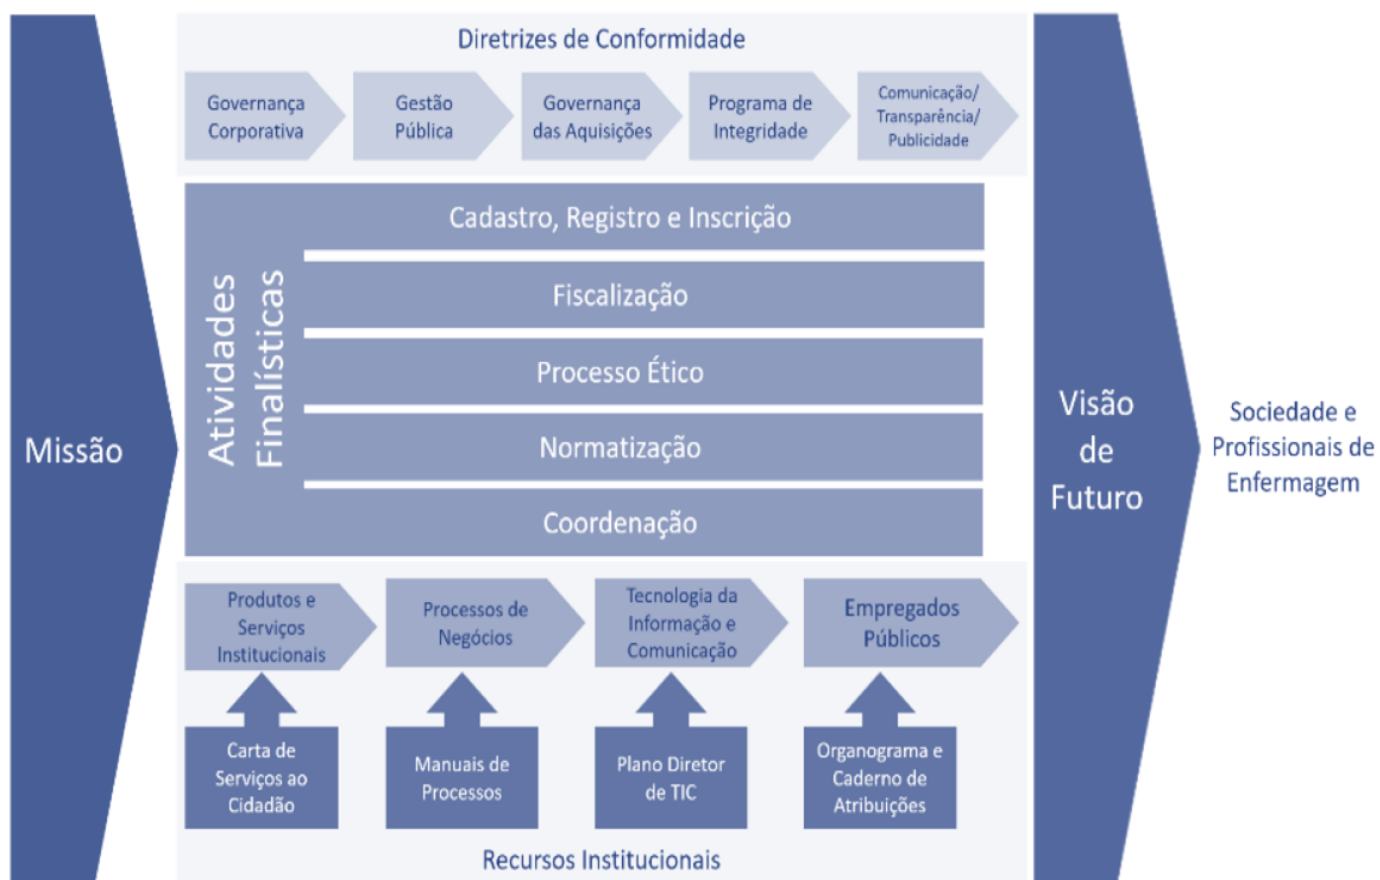 Missão
Diretrizes de Conformidade
Governança
Corporativa
Gestão
Pública
Governança
das Aquisições
Programa de
Integridade
Comunicação/
Transparência/
Publicidade
Atividades
Finalísticas
Cadastro, Registro e Inscrição
Fiscalização
Processo Ético
Normatização
Coordenação
Produtos e
Serviços
Institucionais
Processos de
Negócios
Tecnologia da
Informação e
Comunicação
Empregados
Públicos
Carta de
Serviços ao
Cidadão
Manuais de
Processos
Plano Diretor
de TIC
Organograma e
Caderno de
Atribuições
Recursos Institucionais
Visão
de
Futuro
Sociedade e
Profissionais de
Enfermagem